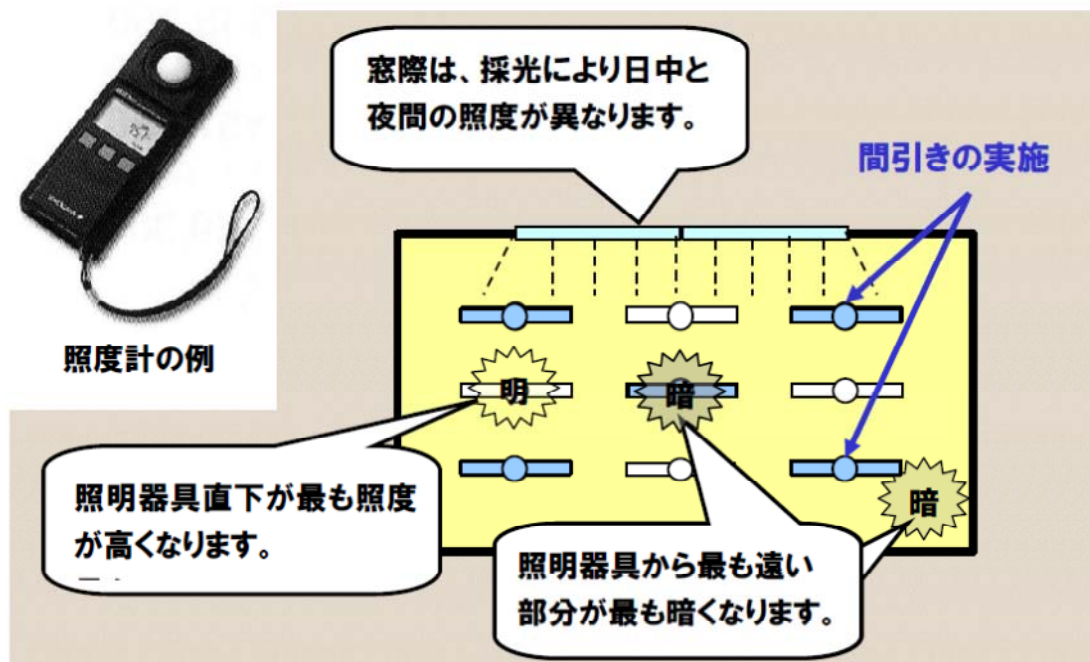 窓際は、採光により日中と
夜間の照度が異なります。
間引きの実施
照度計の例
明
暗
照明器具直下が最も照度
が高くなります。
暗
照明器具から最も遠い
部分が最も暗くなります。